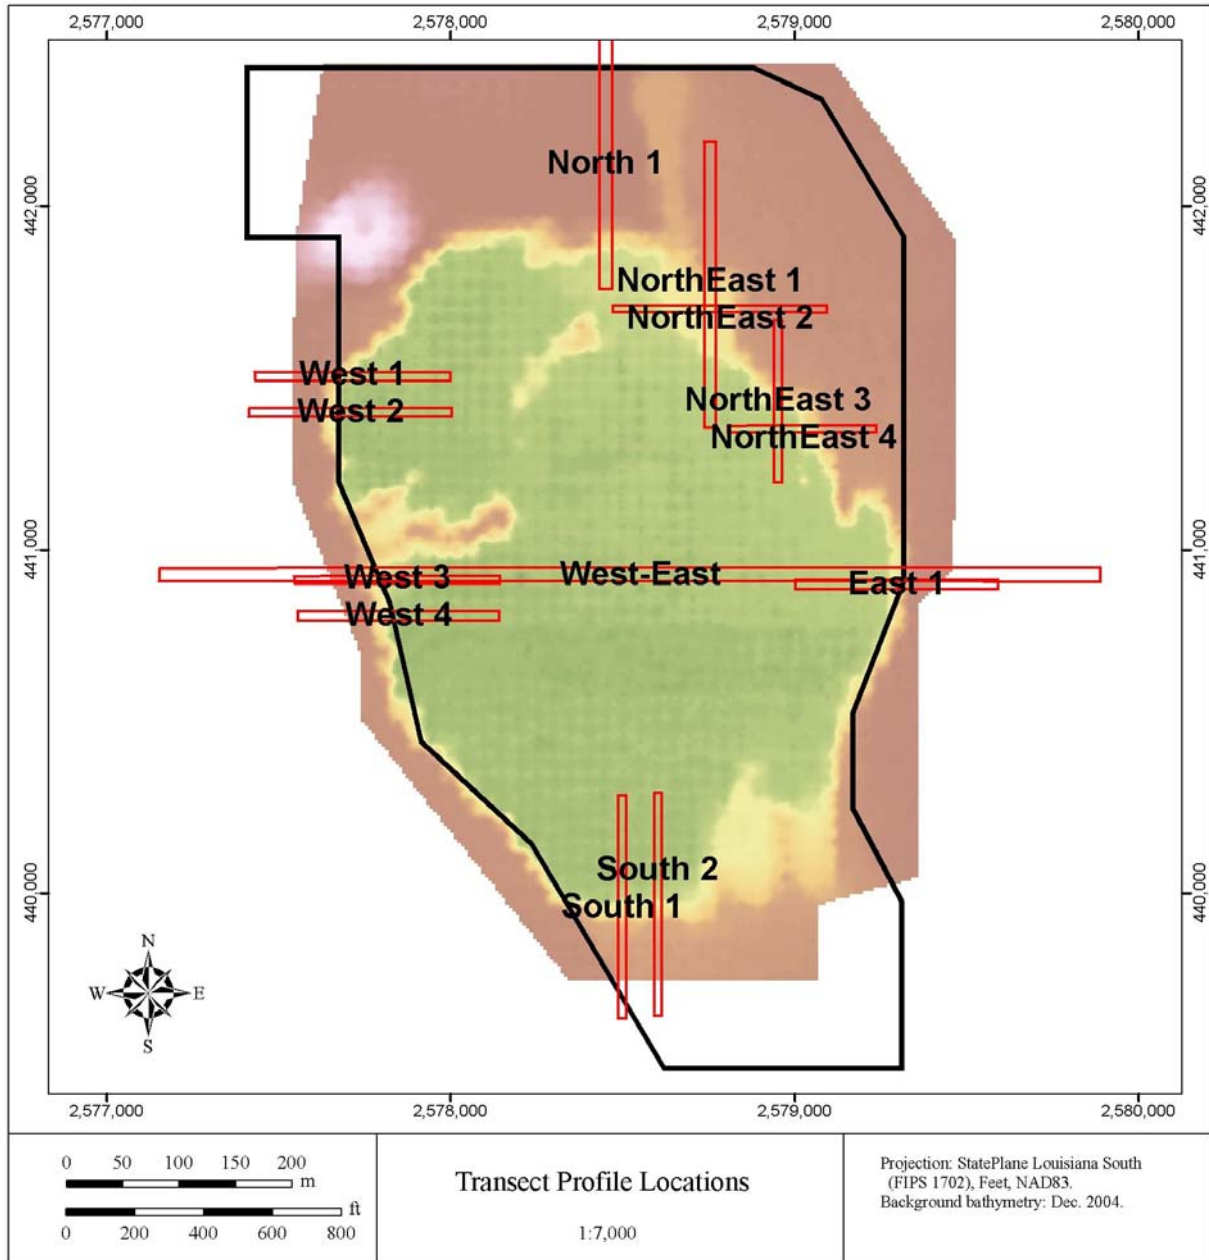 2,577,000
2,578,000
2,579,000
2,580,000
442,000
442,000
North 1
NorthEast 1
NorthEast 2
West 1
West 2
NorthEast 3
NorthEast 4
441,000
441,000
West 3
West-East
East 1
West 4
South 2
South 1
440,000
440,000
N
W
E
S
2,577,000
2,578,000
2,579,000
2,580,000
0 50 100 150 200
m
ft
0 200 400 600 800
Transect Profile Locations
1:7,000
Projection: StatePlane Louisiana South
(FIPS 1702), Feet, NAD83.
Background bathymetry: Dec. 2004.